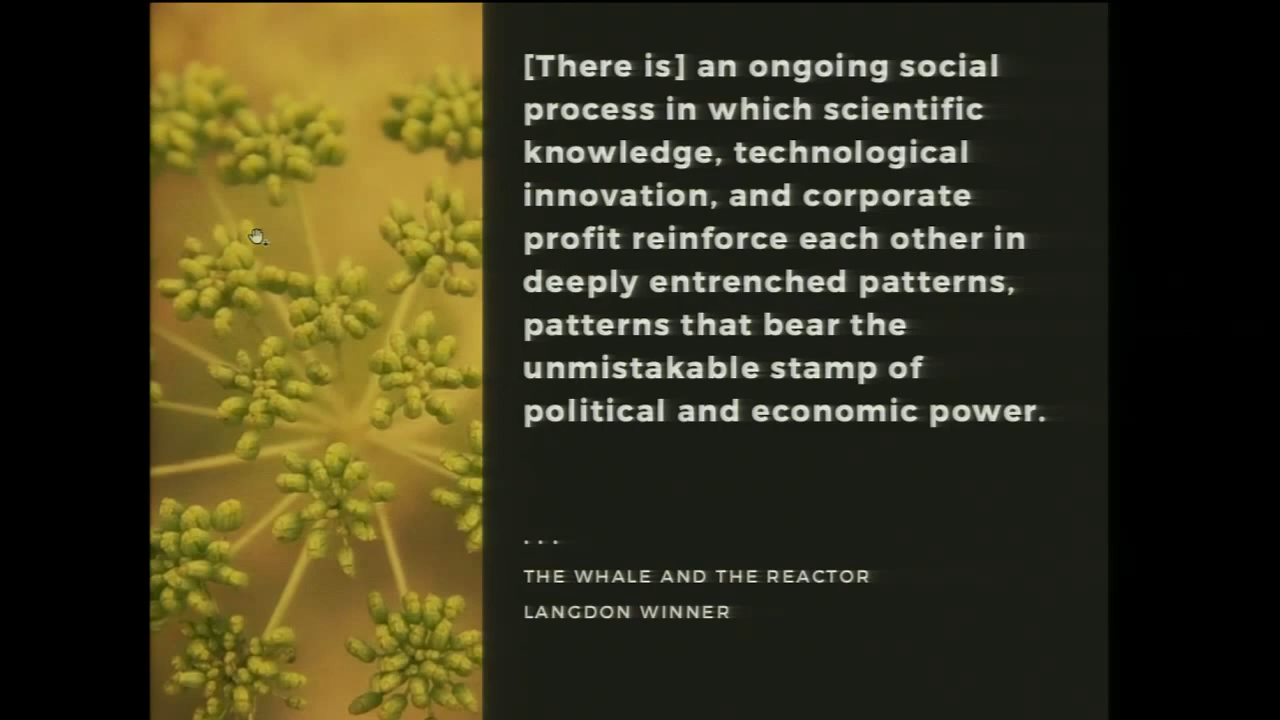 [There is] an ongoing social
process in which scientific
knowledge, technological
innovation, and corporate
profit reinforce each other in
deeply entrenched patterns,
patterns that bear the
unmistakable stamp of
political and economic power.
...
THE WHALE AND THE REACTOR
LANGDON WINNER